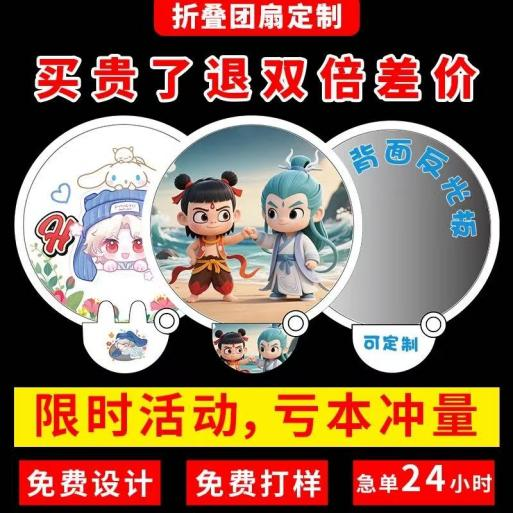 折叠团扇定制
买贵了退双倍差价
背面反光板
可定制
限时活动,亏本冲量
免费设计
免费打样
急单24小时